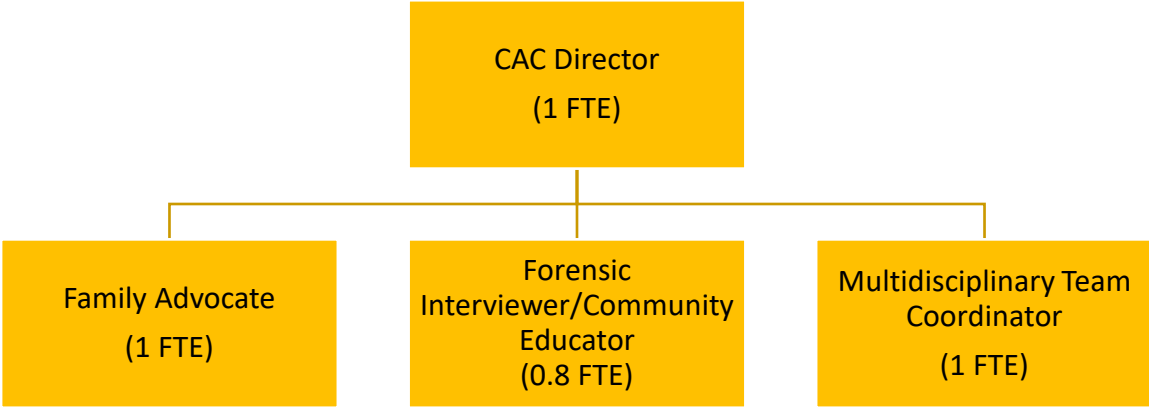 CAC Director
(1 FTE)
Family Advocate
(1 FTE)
Forensic
Interviewer/Community
Educator
(0.8 FTE)
Multidisciplinary Team
Coordinator
(1 FTE)